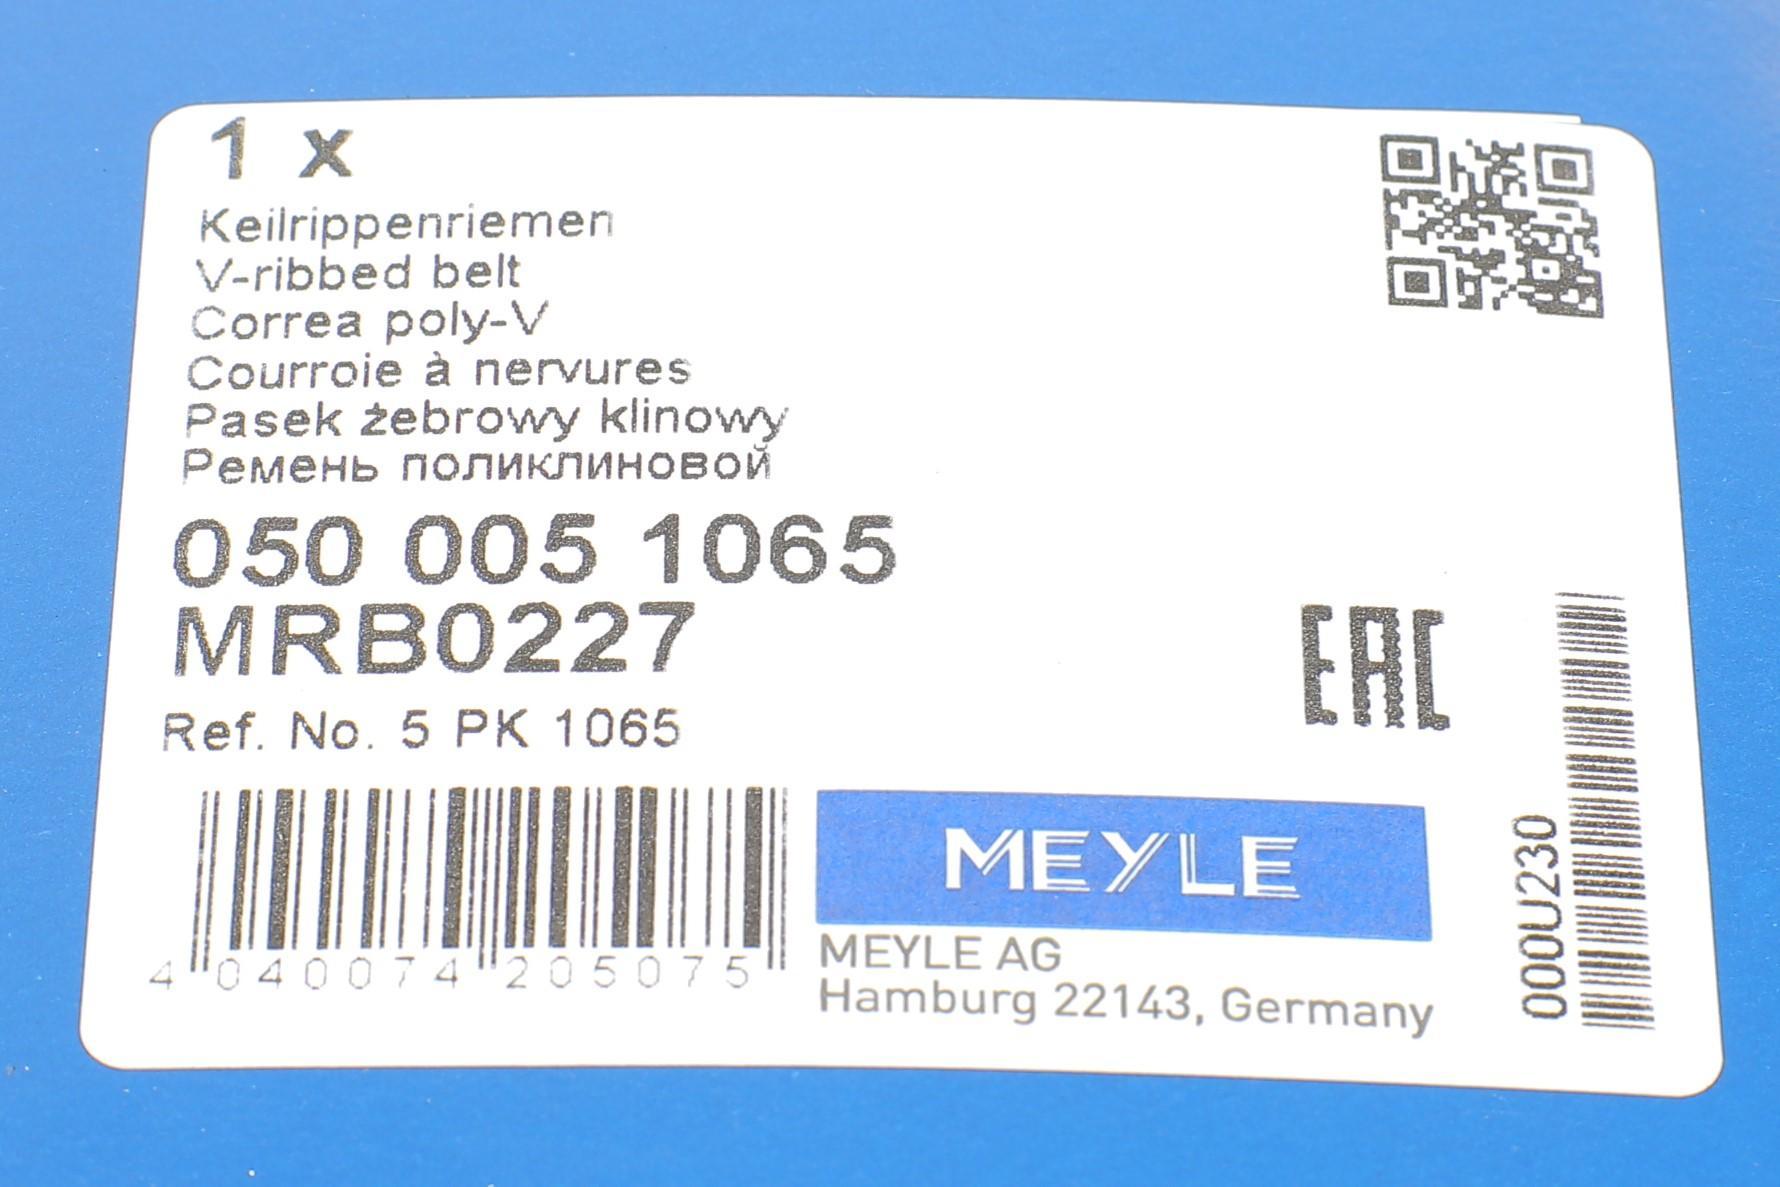 1 x
Keilrippenriemen
V-ribbed belt
Correa poly-V
Courroie à nervures
Pasek żebrowy klinowy
Ремень поликлиновой
050 005 1065
MRB0227
Ref. No. 5 PK 1065
EAC
4 040074 205075
MEYLE
MEYLE AG
Hamburg 22143, Germany
000U230